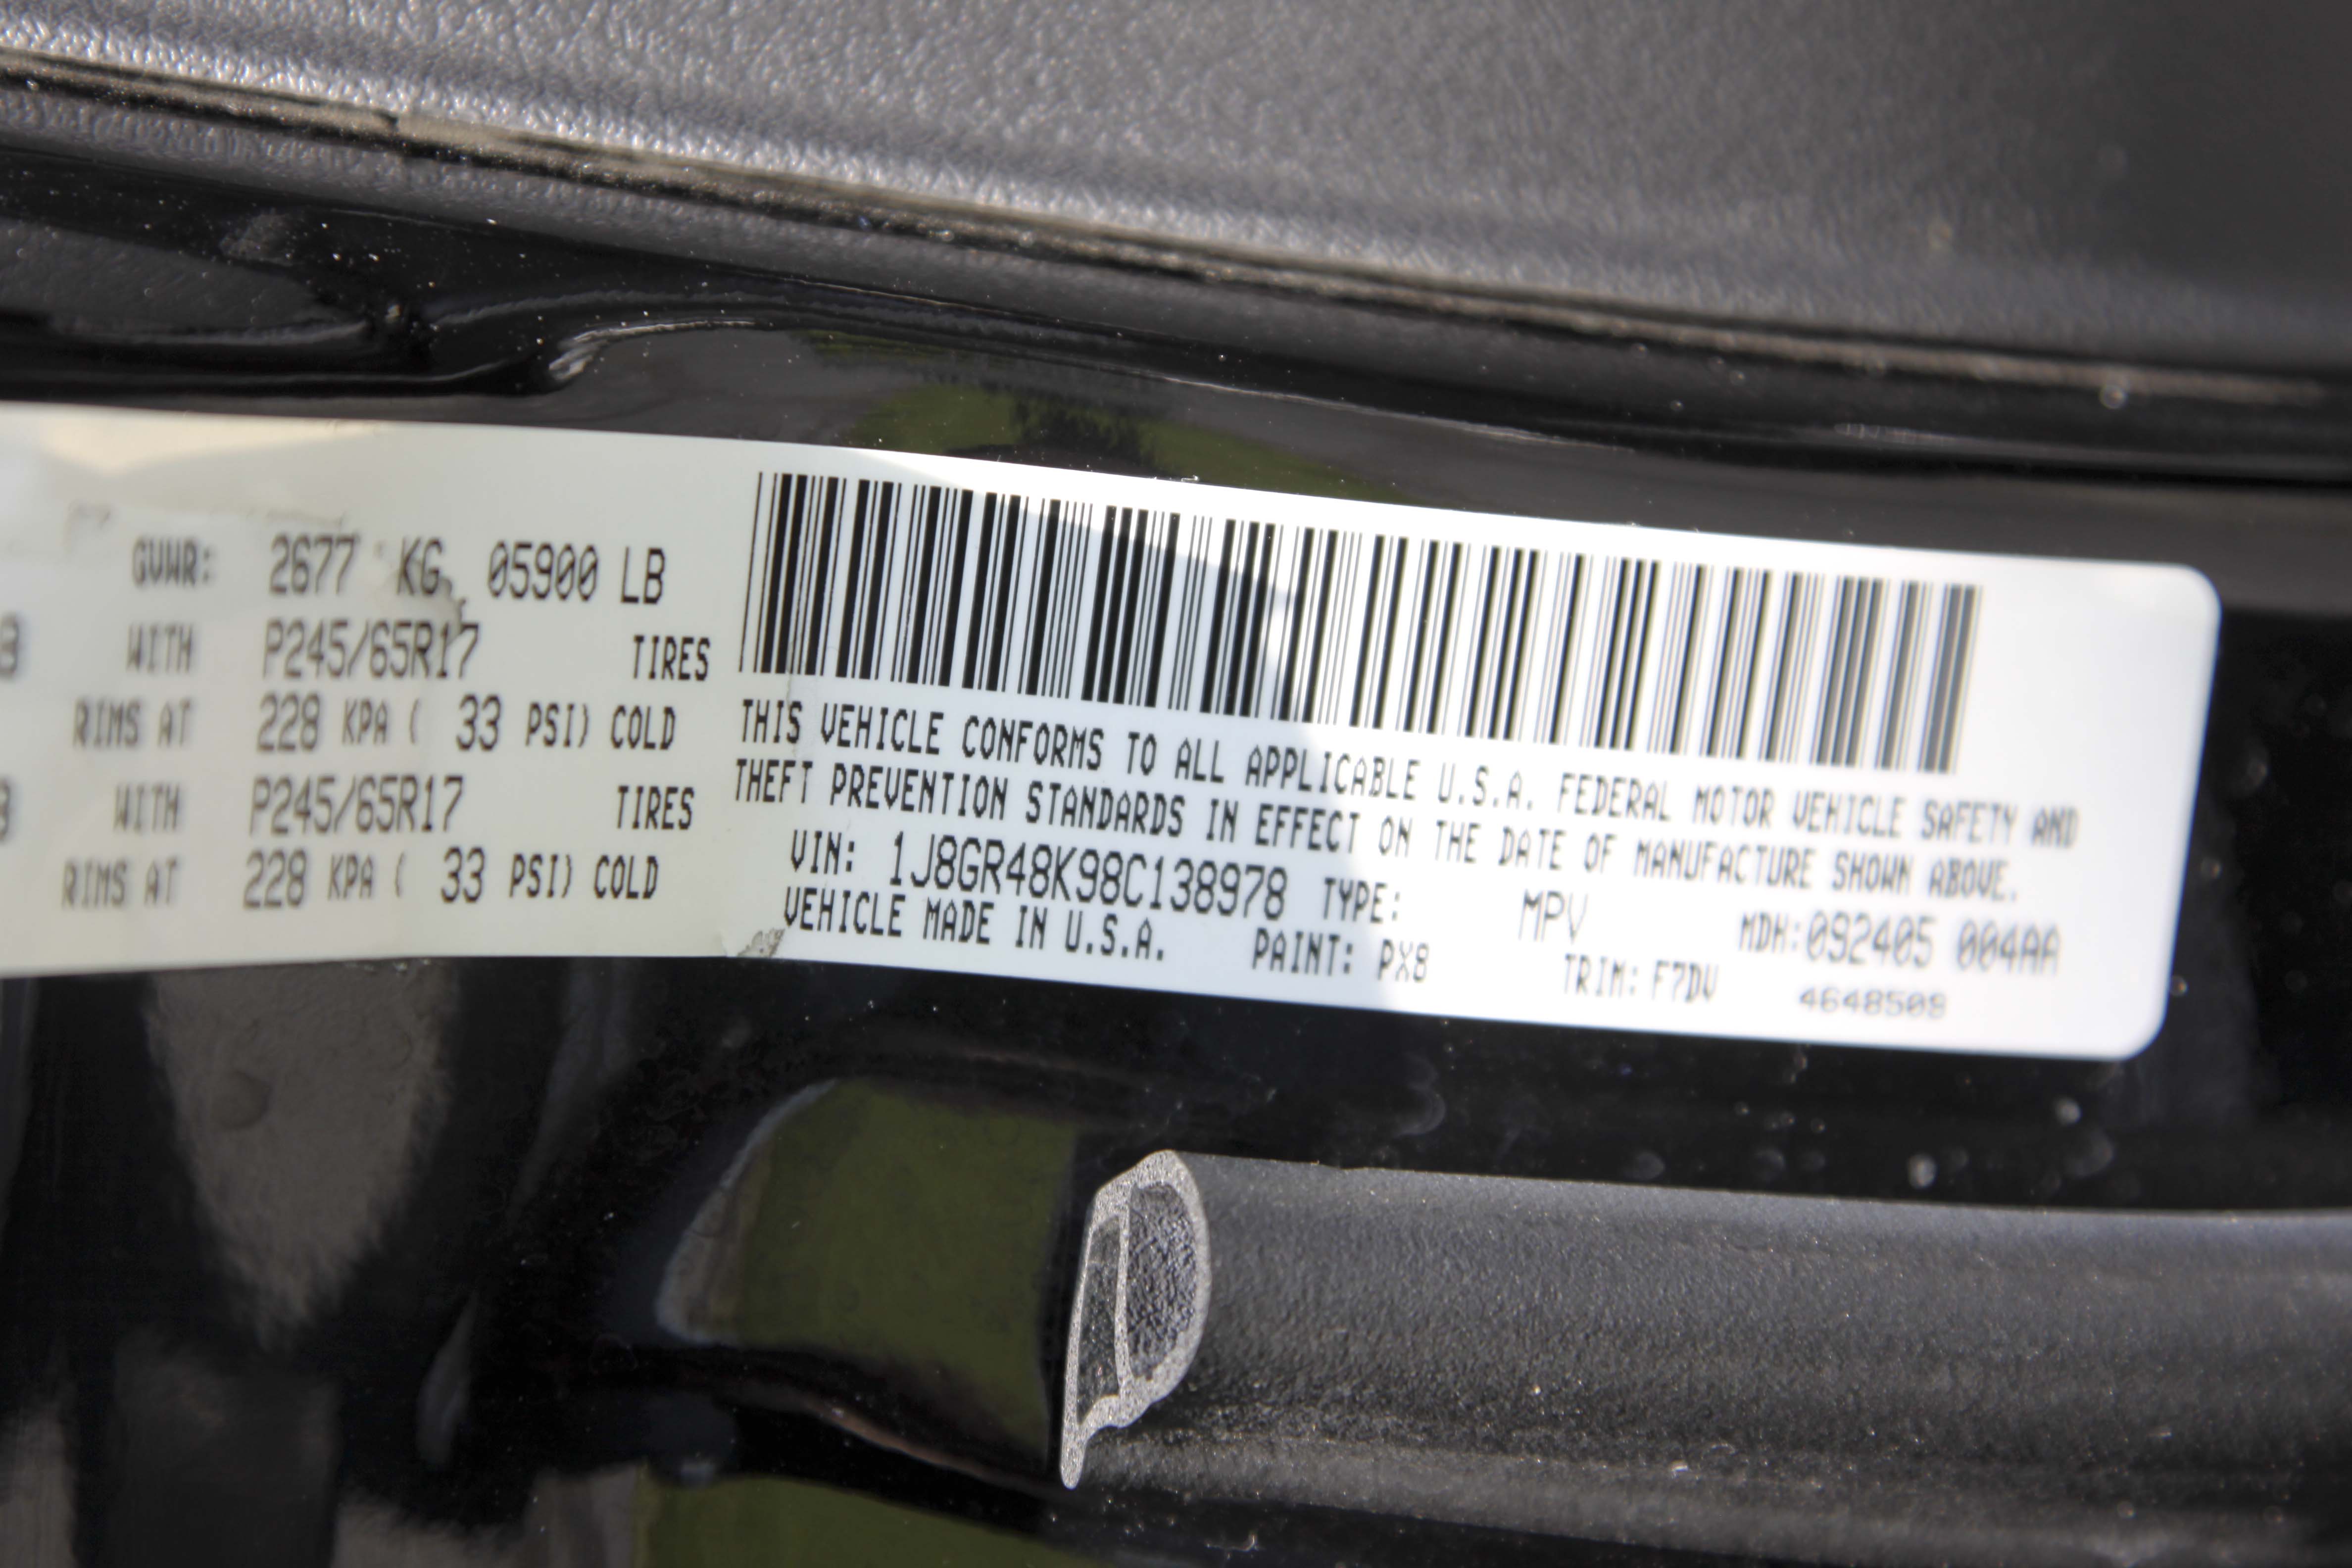 GVWR: 2677 KG 05900 LB
WITH P245/65R17 TIRES
RIMS AT 228 KPA ( 33 PSI) COLD
WITH P245/65R17 TIRES
RIMS AT 228 KPA ( 33 PSI) COLD
THIS VEHICLE CONFORMS TO ALL APPLICABLE U.S.A. FEDERAL MOTOR VEHICLE SAFETY AND
THEFT PREVENTION STANDARDS IN EFFECT ON THE DATE OF MANUFACTURE SHOWN ABOVE.
VIN: 1J8GR48K98C138978 TYPE: MPV MDH:092405 004AA
VEHICLE MADE IN U.S.A. PAINT: PX8 TRIM: F7DV 4648509